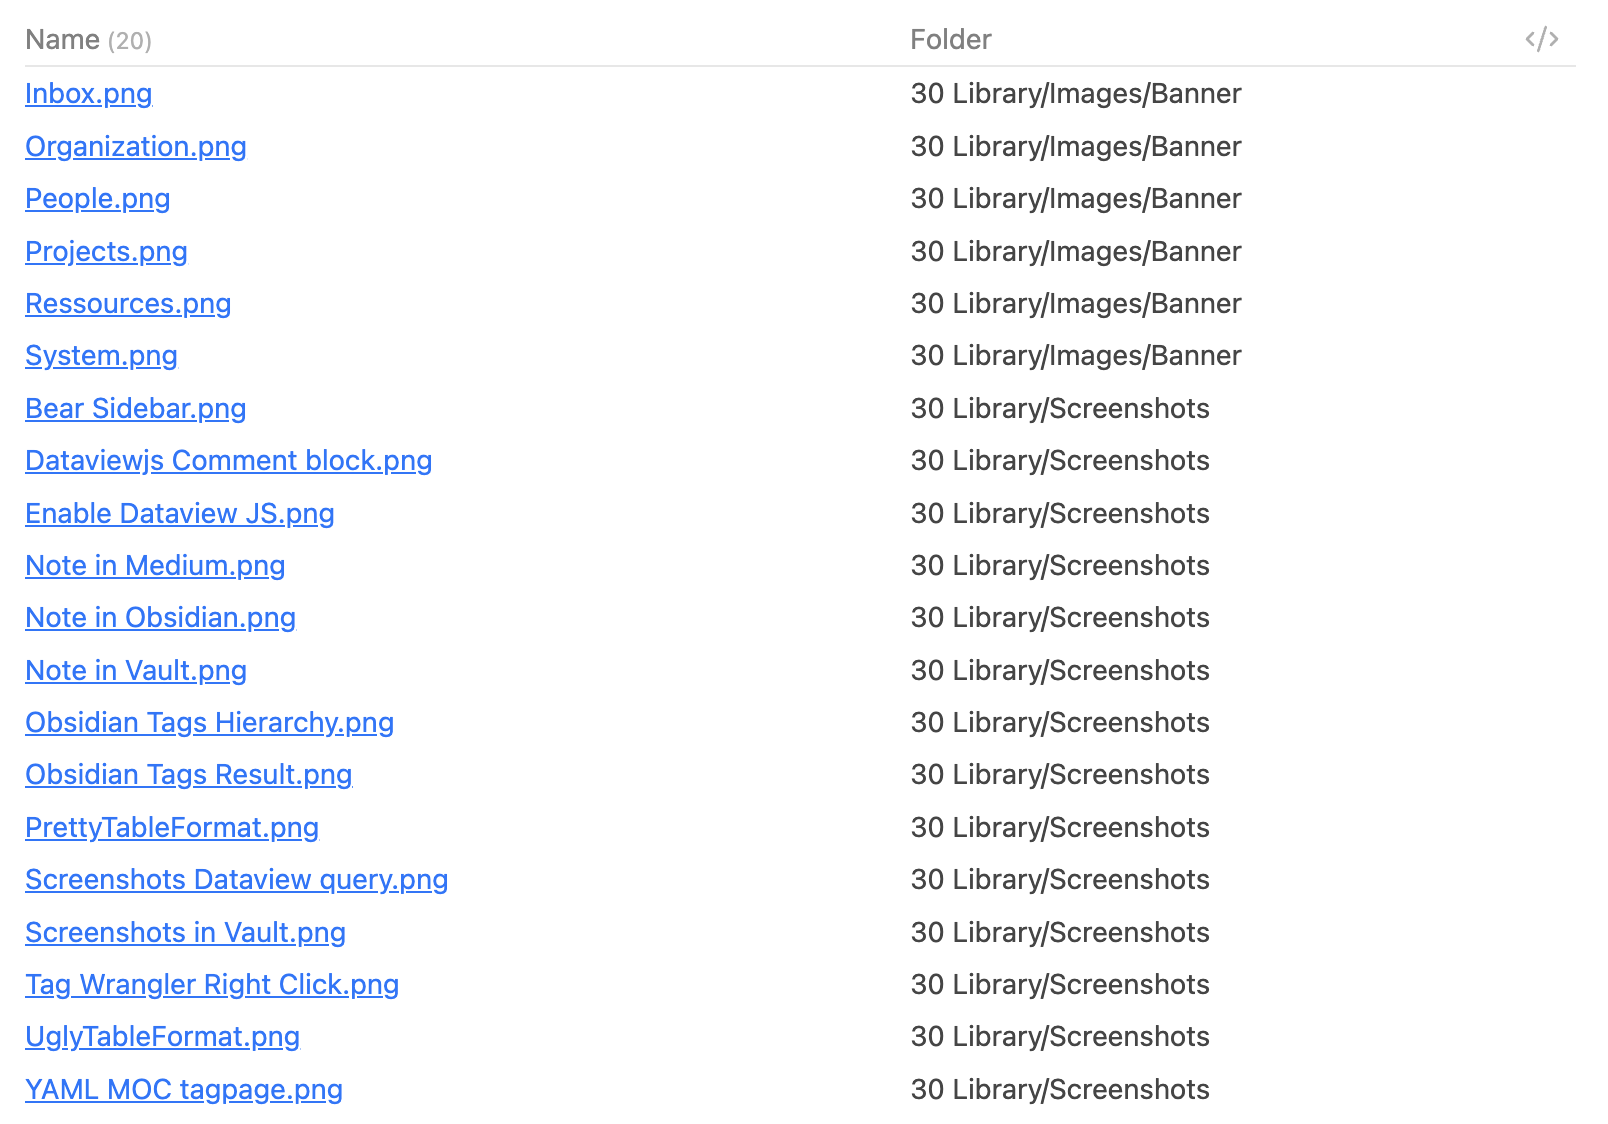 Name (20) Folder </>
Inbox.png 30 Library/Images/Banner
Organization.png 30 Library/Images/Banner
People.png 30 Library/Images/Banner
Projects.png 30 Library/Images/Banner
Ressources.png 30 Library/Images/Banner
System.png 30 Library/Images/Banner
Bear Sidebar.png 30 Library/Screenshots
Dataviewjs Comment block.png 30 Library/Screenshots
Enable Dataview JS.png 30 Library/Screenshots
Note in Medium.png 30 Library/Screenshots
Note in Obsidian.png 30 Library/Screenshots
Note in Vault.png 30 Library/Screenshots
Obsidian Tags Hierarchy.png 30 Library/Screenshots
Obsidian Tags Result.png 30 Library/Screenshots
PrettyTableFormat.png 30 Library/Screenshots
Screenshots Dataview query.png 30 Library/Screenshots
Screenshots in Vault.png 30 Library/Screenshots
Tag Wrangler Right Click.png 30 Library/Screenshots
UglyTableFormat.png 30 Library/Screenshots
YAML MOC tagpage.png 30 Library/Screenshots